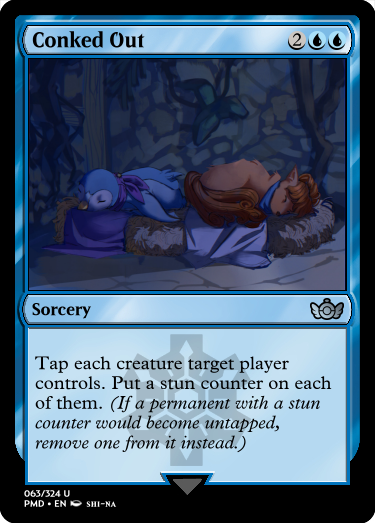 Conked Out 2
Sorcery
Tap each creature target player
controls. Put a stun counter on each
of them. (If a permanent with a stun
counter would become untapped,
remove one from it instead.)
063/324 U
PMD • EN SHI-NA